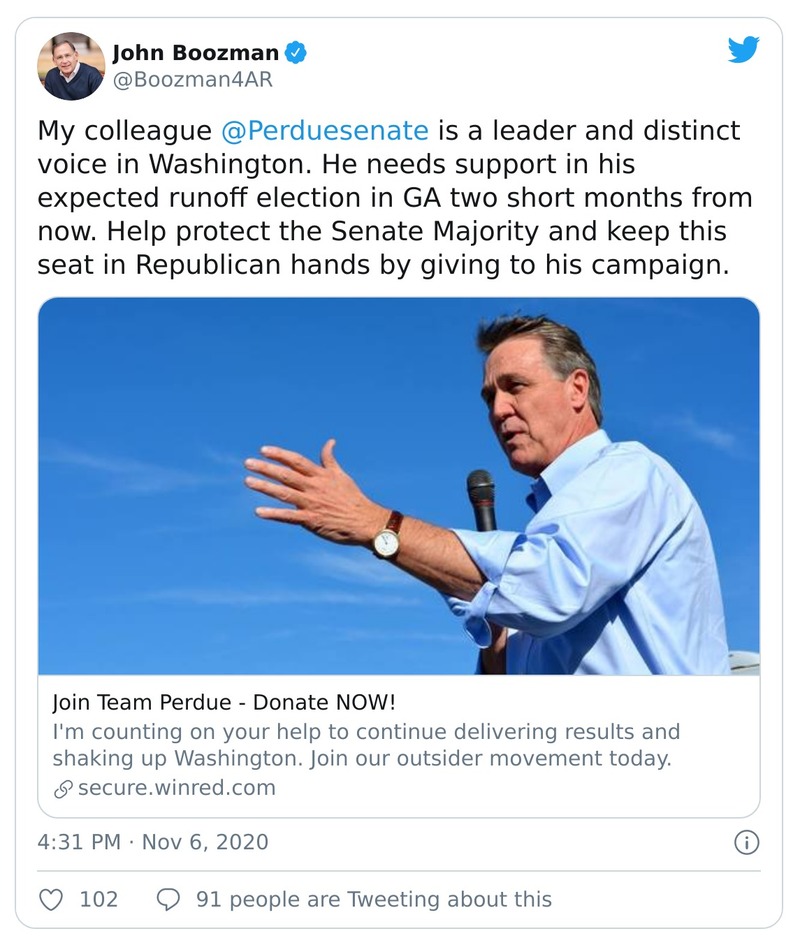 John Boozman
@Boozman4AR
My colleague @Perduesenate is a leader and distinct
voice in Washington. He needs support in his
expected runoff election in GA two short months from
now. Help protect the Senate Majority and keep this
seat in Republican hands by giving to his campaign.
Join Team Perdue - Donate NOW!
I'm counting on your help to continue delivering results and
shaking up Washington. Join our outsider movement today.
secure.winred.com
4:31 PM · Nov 6, 2020
102 91 people are Tweeting about this